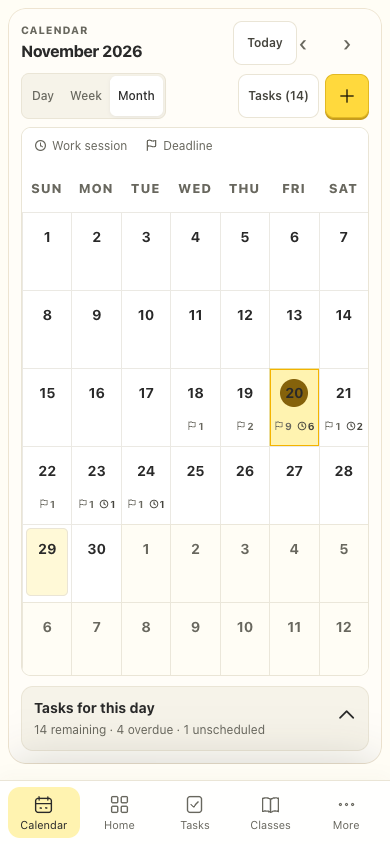 CALENDAR
November 2026
Today
Day Week Month
Tasks (14)
Work session Deadline
SUN MON TUE WED THU FRI SAT
1 2 3 4 5 6 7
8 9 10 11 12 13 14
15 16 17 18 19 20 21
1 2 9 6 1 2
22 23 24 25 26 27 28
1 1 1 1 1
29 30 1 2 3 4 5
6 7 8 9 10 11 12
Tasks for this day
14 remaining · 4 overdue · 1 unscheduled
Calendar Home Tasks Classes More